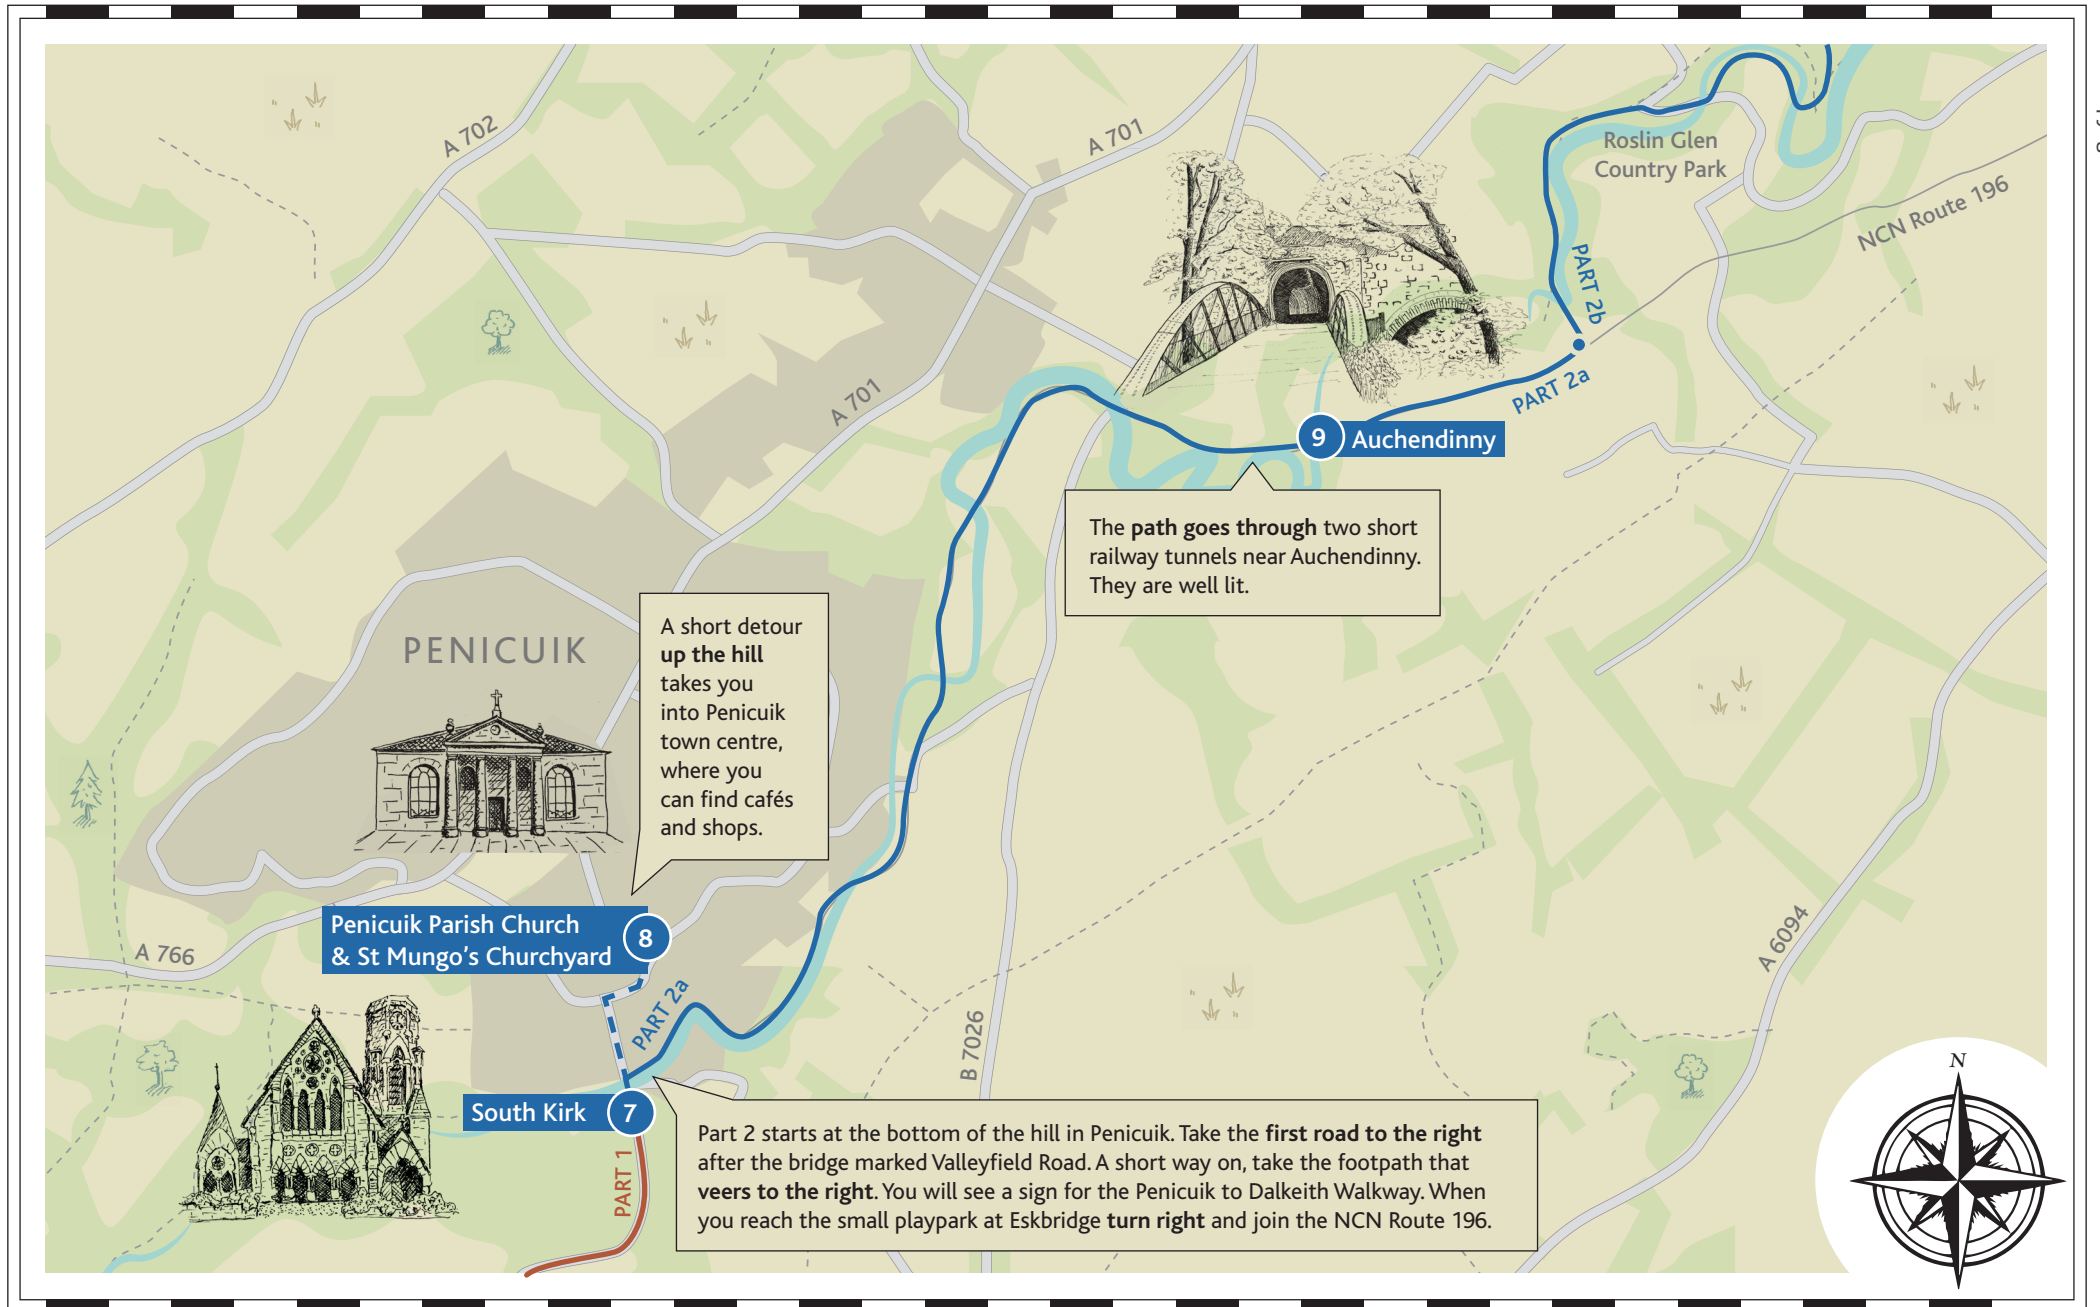 A 702
A 701
Roslin Glen
Country Park
NCN Route 196
PART 2b
PART 2a
A 701
9 Auchendinny
The path goes through two short
railway tunnels near Auchendinny.
They are well lit.
PENICUIK
A short detour
up the hill
takes you
into Penicuik
town centre,
where you
can find cafés
and shops.
Penicuik Parish Church
& St Mungo's Churchyard
8
A 766
A 6094
PART 2a
B 7026
N
South Kirk 7
PART 1
Part 2 starts at the bottom of the hill in Penicuik. Take the first road to the right
after the bridge marked Valleyfield Road. A short way on, take the footpath that
veers to the right. You will see a sign for the Penicuik to Dalkeith Walkway. When
you reach the small playpark at Eskbridge turn right and join the NCN Route 196.